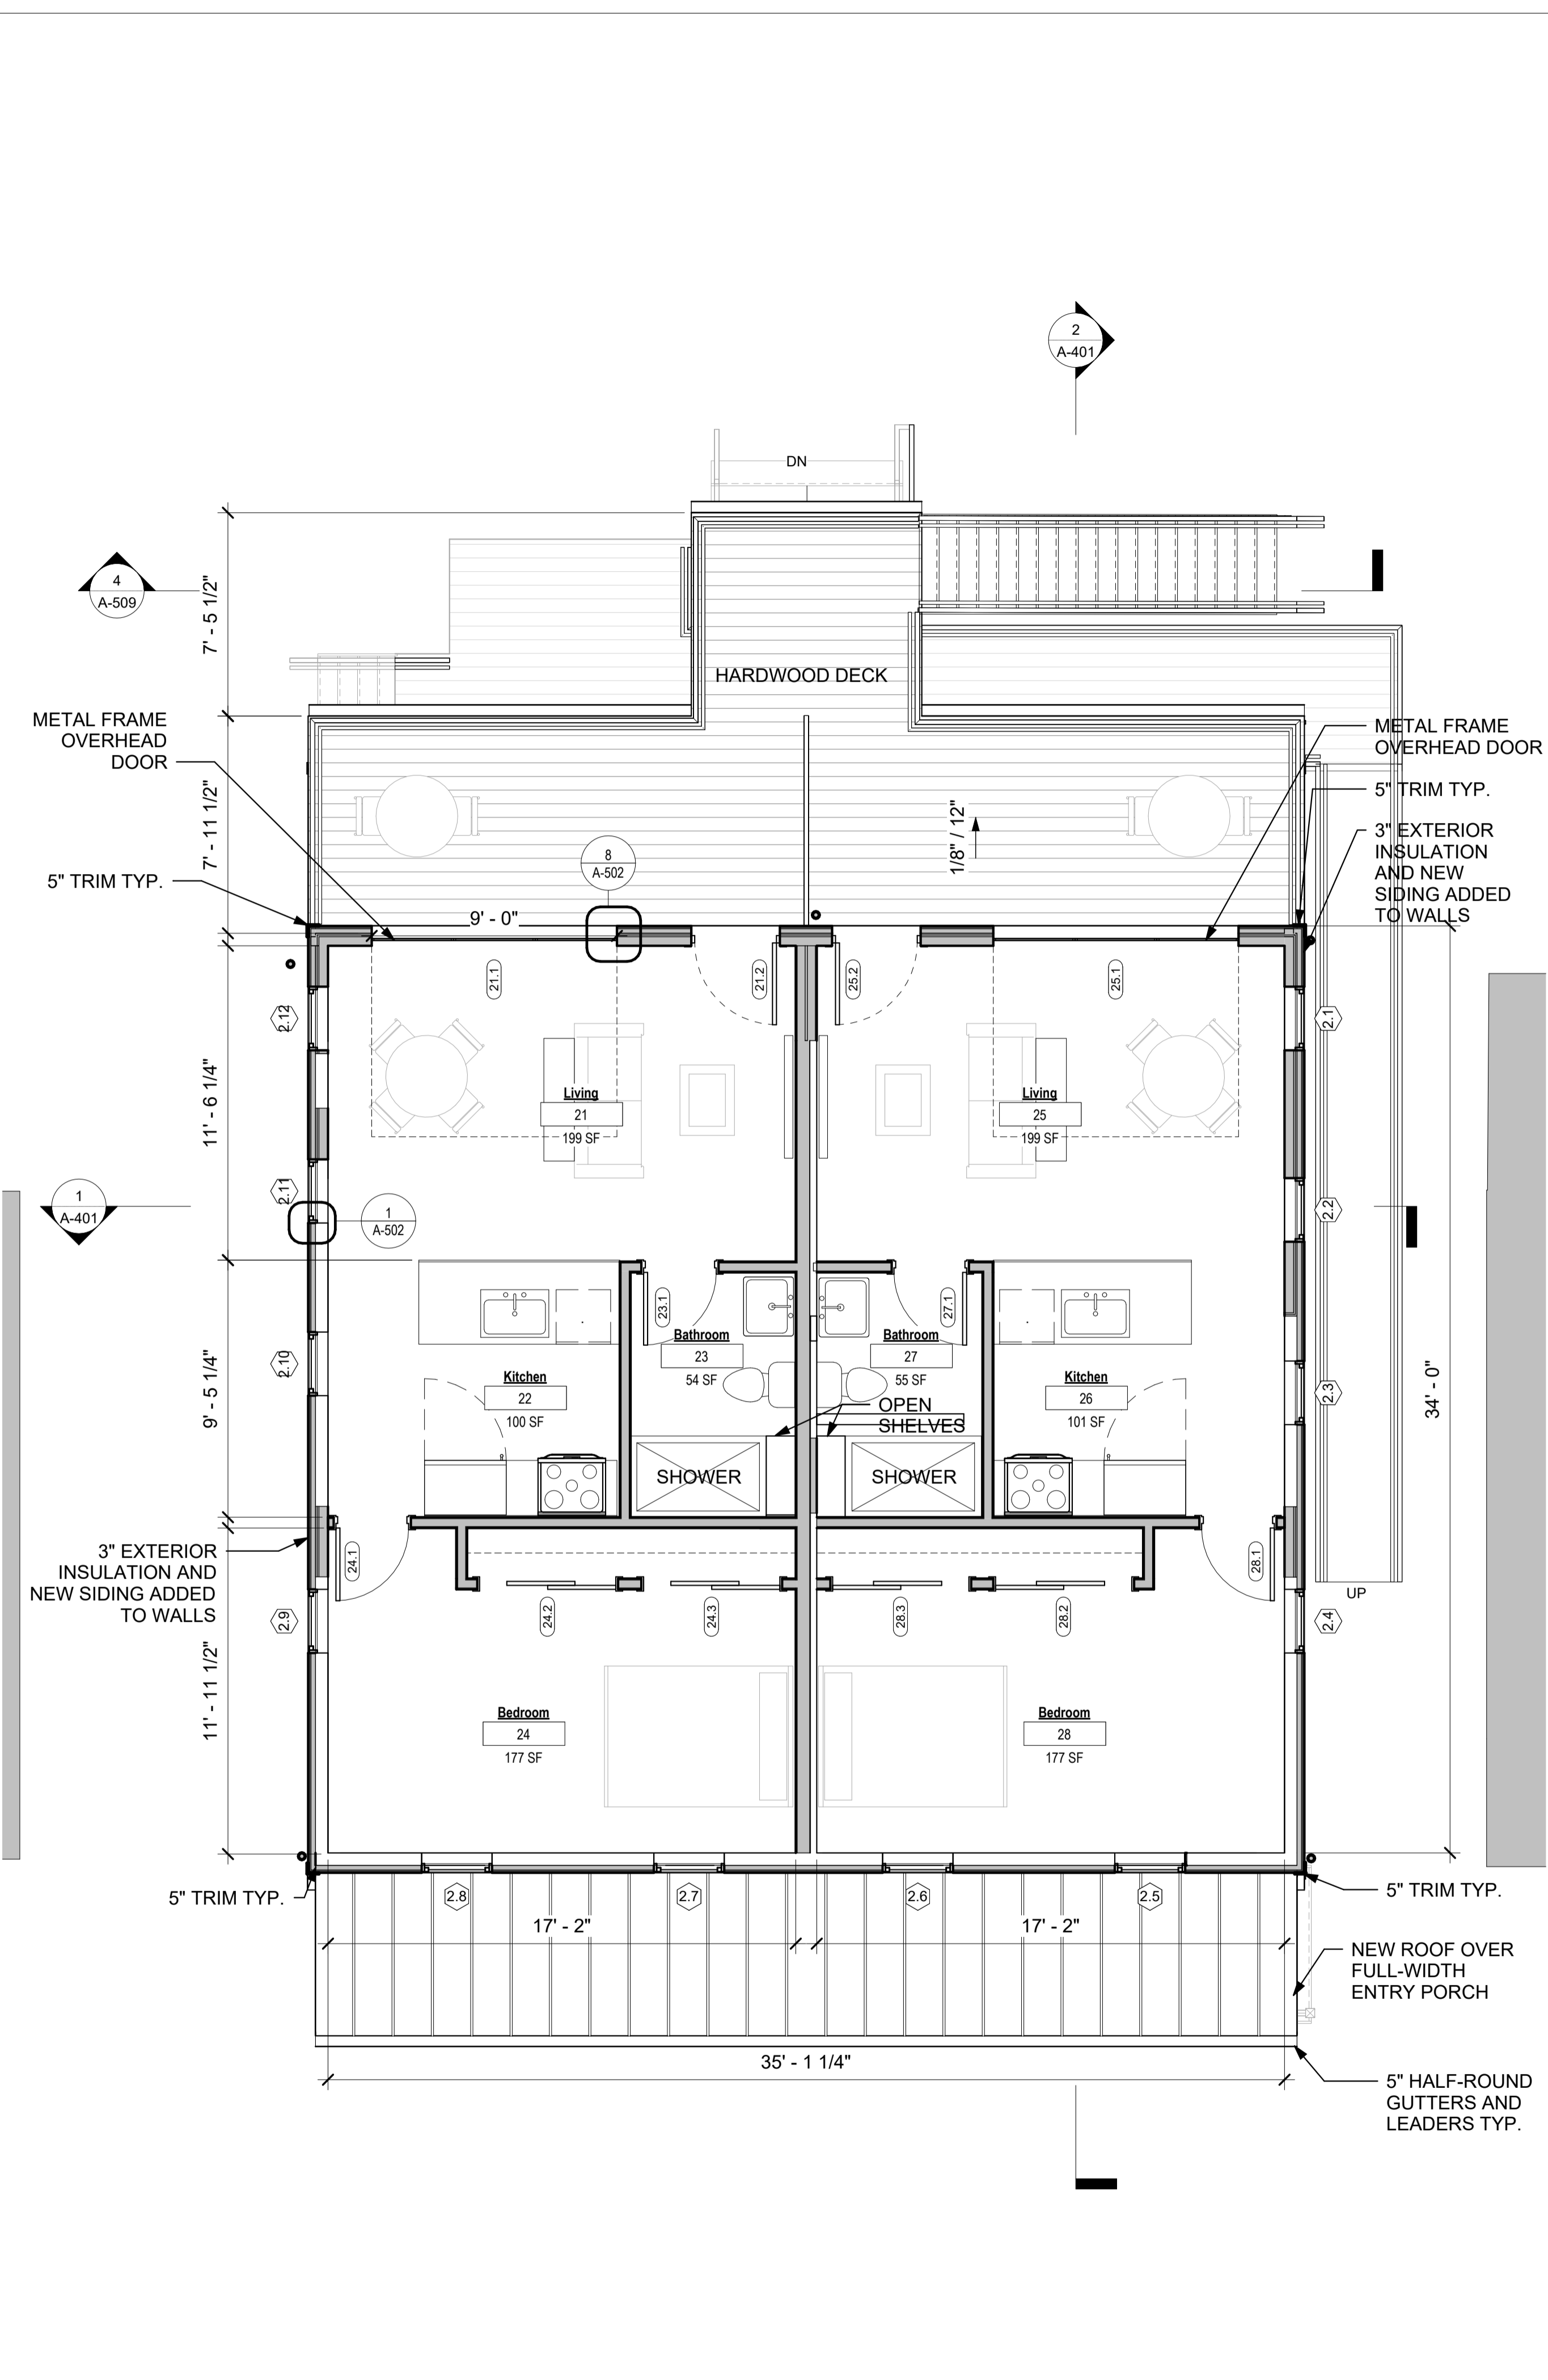 2
A-401
DN
4
A-509
7' - 5 1/2"
HARDWOOD DECK
METAL FRAME
OVERHEAD
DOOR
METAL FRAME
OVERHEAD DOOR
5" TRIM TYP.
7' - 11 1/2"
1/8" / 12"
3" EXTERIOR
INSULATION
AND NEW
SIDING ADDED
TO WALLS
8
A-502
5" TRIM TYP.
9' - 0"
21.1
21.2
25.2
25.1
2.12
2.1
11' - 6 1/4"
Living
21
199 SF
Living
25
199 SF
1
A-401
2.11
1
A-502
2.2
23.1
27.1
Bathroom
23
54 SF
Bathroom
27
55 SF
2.10
2.3
9' - 5 1/4"
34' - 0"
Kitchen
22
100 SF
Kitchen
26
101 SF
OPEN
SHELVES
SHOWER
SHOWER
3" EXTERIOR
INSULATION AND
NEW SIDING ADDED
TO WALLS
24.1
28.1
UP
24.2
24.3
28.3
28.2
2.9
2.4
11' - 11 1/2"
Bedroom
24
177 SF
Bedroom
28
177 SF
5" TRIM TYP.
2.8
2.7
2.6
2.5
5" TRIM TYP.
17' - 2"
17' - 2"
NEW ROOF OVER
FULL-WIDTH
ENTRY PORCH
35' - 1 1/4"
5" HALF-ROUND
GUTTERS AND
LEADERS TYP.